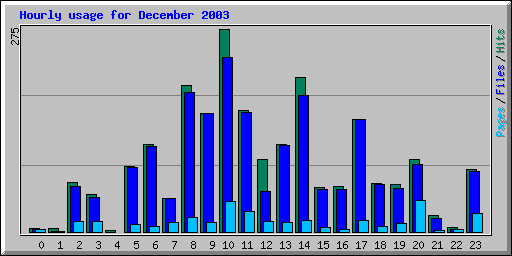 Hourly usage for December 2003
275
Pages/Files/Hits
0 1 2 3 4 5 6 7 8 9 10 11 12 13 14 15 16 17 18 19 20 21 22 23